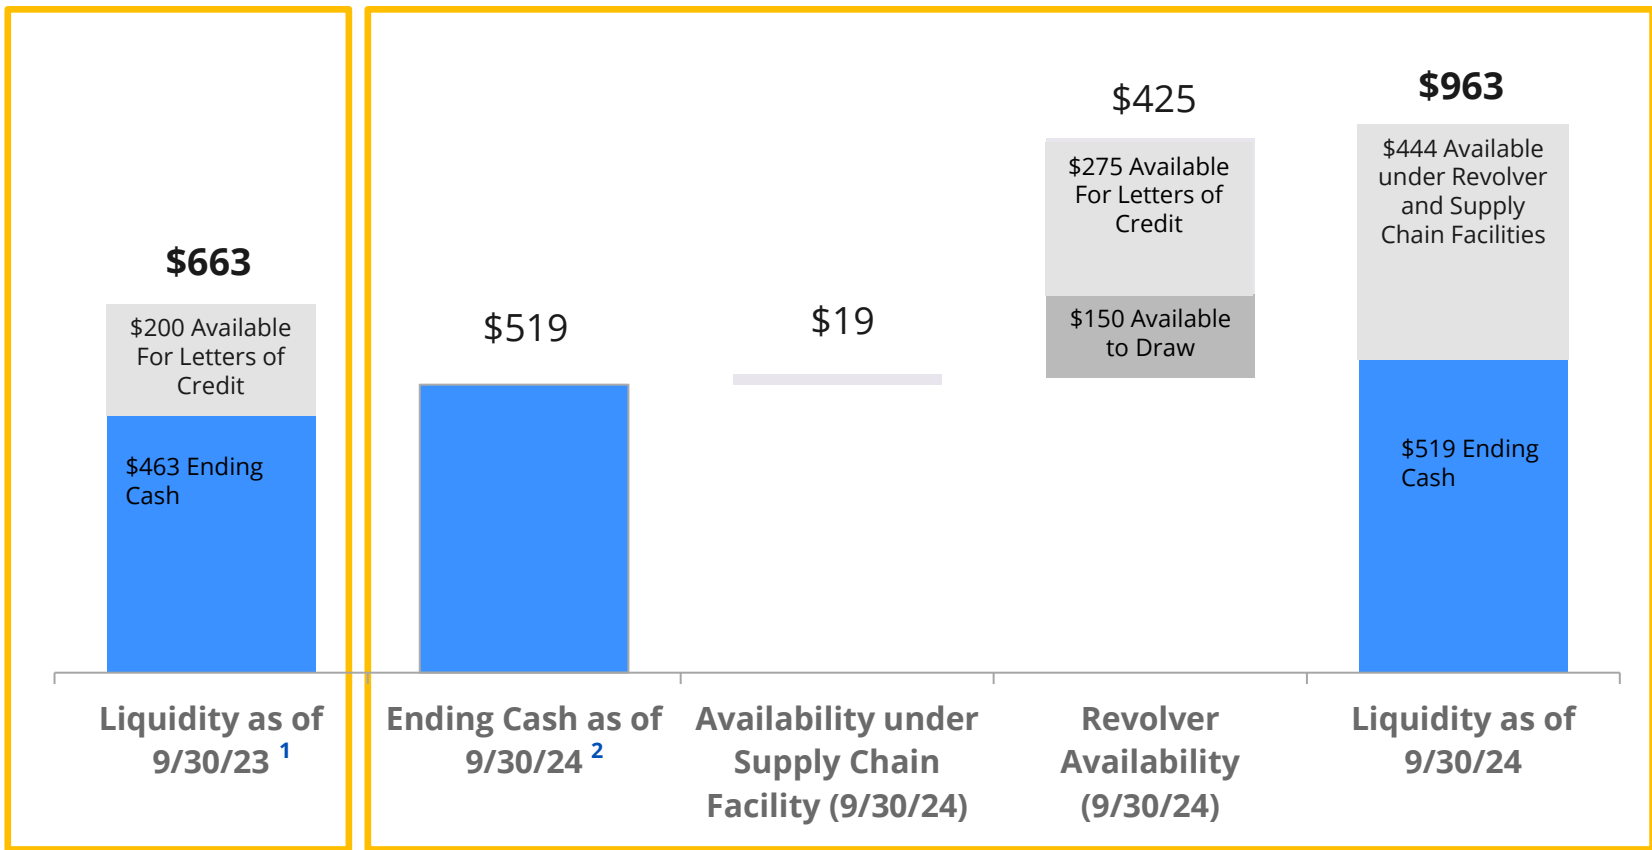 $663
$200 Available
For Letters of
Credit
$463 Ending
Cash
$519
$19
$425
$275 Available
For Letters of
Credit
$150 Available
to Draw
$963
$444 Available
under Revolver
and Supply
Chain Facilities
$519 Ending
Cash
Liquidity as of
9/30/23 1
Ending Cash as of
9/30/24 2
Availability under
Supply Chain
Facility (9/30/24)
Revolver
Availability
(9/30/24)
Liquidity as of
9/30/24